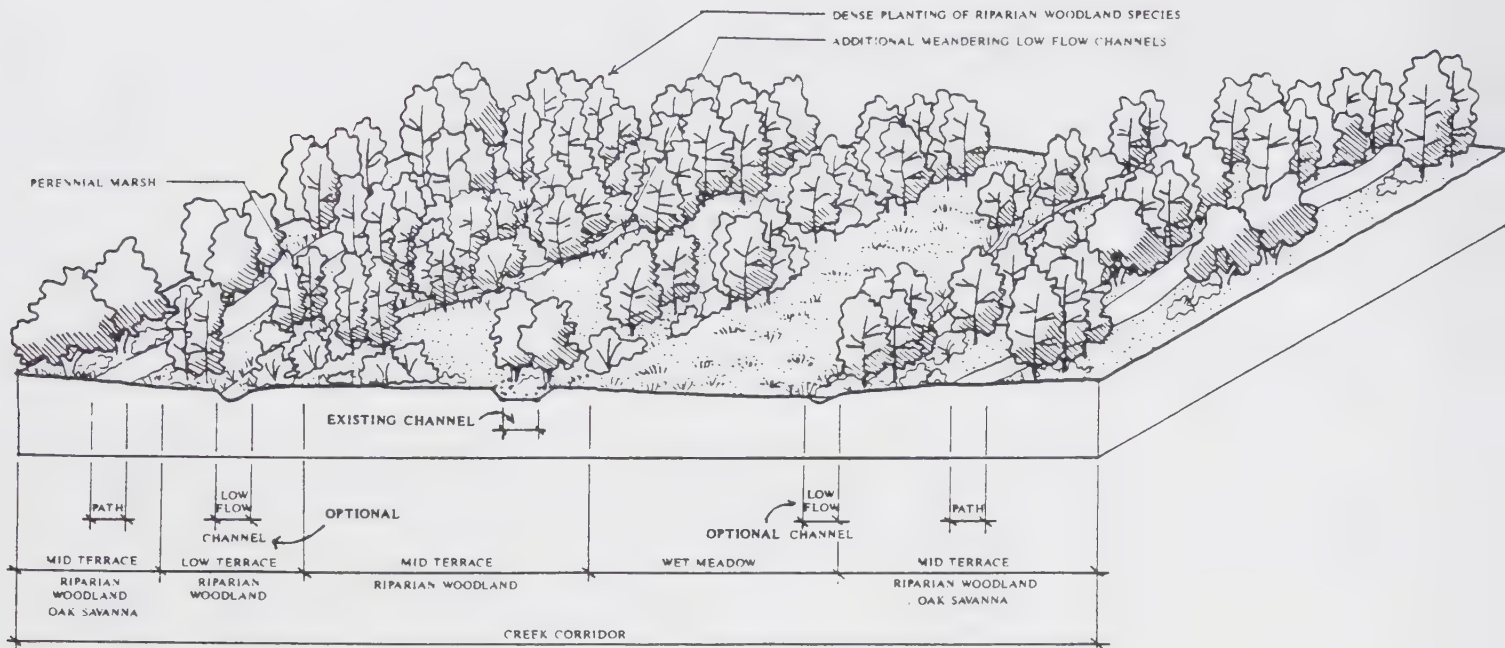 DENSE PLANTING OF RIPARIAN WOODLAND SPECIES
ADDITIONAL MEANDERING LOW FLOW CHANNELS
PERENNIAL MARSH
EXISTING CHANNEL
PATH
LOW
FLOW
CHANNEL
OPTIONAL
LOW
FLOW
OPTIONAL CHANNEL
PATH
MID TERRACE
LOW TERRACE
MID TERRACE
WET MEADOW
MID TERRACE
RIPARIAN
WOODLAND
OAK SAVANNA
RIPARIAN
WOODLAND
RIPARIAN WOODLAND
RIPARIAN WOODLAND
OAK SAVANNA
CREEK CORRIDOR